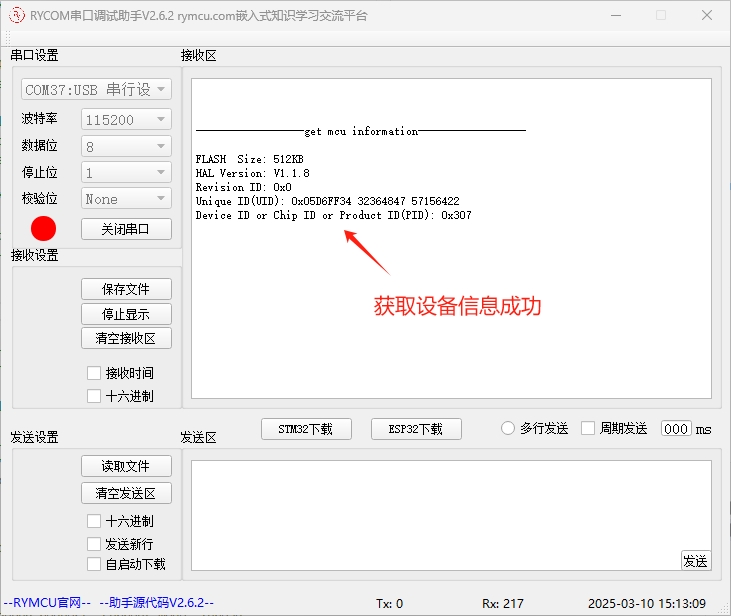 RYCOM串口调试助手V2.6.2 rymcu.com嵌入式知识学习交流平台
串口设置
COM37:USB 串行设
波特率 115200
数据位 8
停止位 1
校验位 None
关闭串口
接收设置
保存文件
停止显示
清空接收区
接收时间
十六进制
接收区
get mcu information
FLASH Size: 512KB
HAL Version: V1.1.8
Revision ID: 0x0
Unique ID(UID): 0x05D6FF34 32364847 57156422
Device ID or Chip ID or Product ID(PID): 0x307
获取设备信息成功
发送设置
读取文件
清空发送区
十六进制
发送新行
自启动下载
发送区
STM32下载 ESP32下载 多行发送 周期发送 000 ms
发送
--RYMCU官网-- --助手源代码V2.6.2-- Tx: 0 Rx: 217 2025-03-10 15:13:09